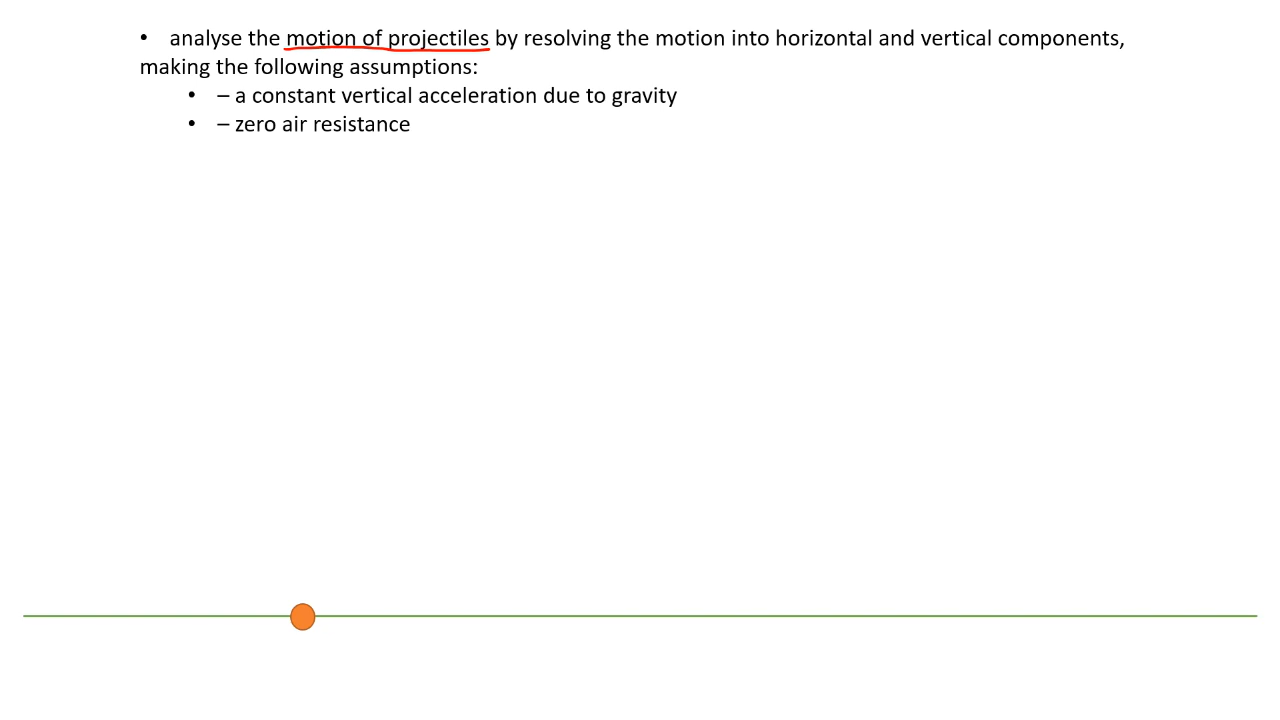 • analyse the motion of projectiles by resolving the motion into horizontal and vertical components,
making the following assumptions:
• – a constant vertical acceleration due to gravity
• – zero air resistance